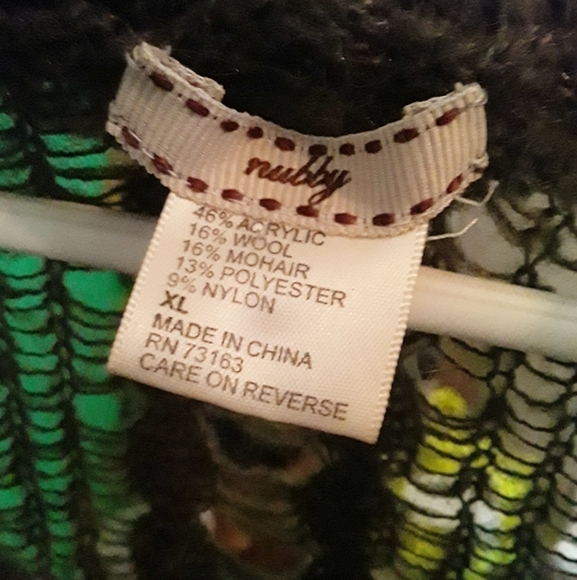 nubby
46% ACRYLIC
16% WOOL
16% MOHAIR
13% POLYESTER
9% NYLON
XL
MADE IN CHINA
RN 73163
CARE ON REVERSE